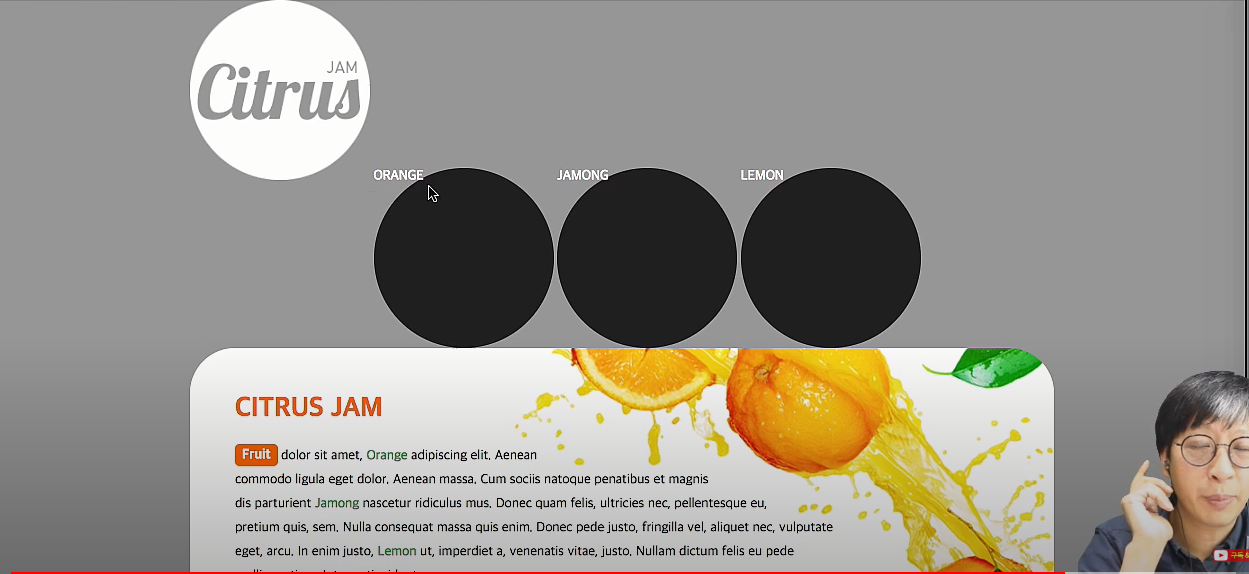 JAM
Citrus
ORANGE JAMONG LEMON
CITRUS JAM
Fruit dolor sit amet, Orange adipiscing elit. Aenean
commodo ligula eget dolor. Aenean massa. Cum sociis natoque penatibus et magnis
dis parturient Jamong nascetur ridiculus mus. Donec quam felis, ultricies nec, pellentesque eu,
pretium quis, sem. Nulla consequat massa quis enim. Donec pede justo, fringilla vel, aliquet nec, vulputate
eget, arcu. In enim justo, Lemon ut, imperdiet a, venenatis vitae, justo. Nullam dictum felis eu pede
구독